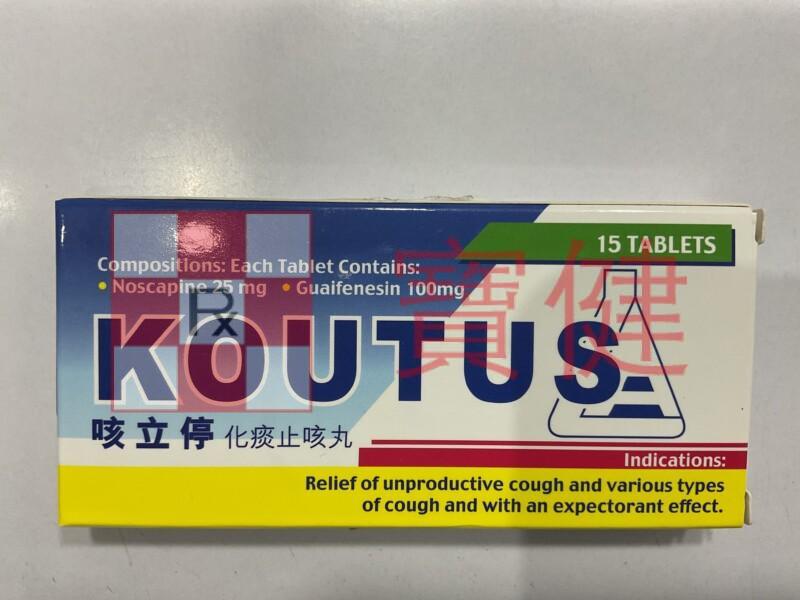 15 TABLETS
Compositions: Each Tablet Contains:
• Noscapine 25 mg • Guaifenesin 100mg
Rx
寶健
KOUTUS
咳立停 化痰止咳丸
Indications:
Relief of unproductive cough and various types
of cough and with an expectorant effect.